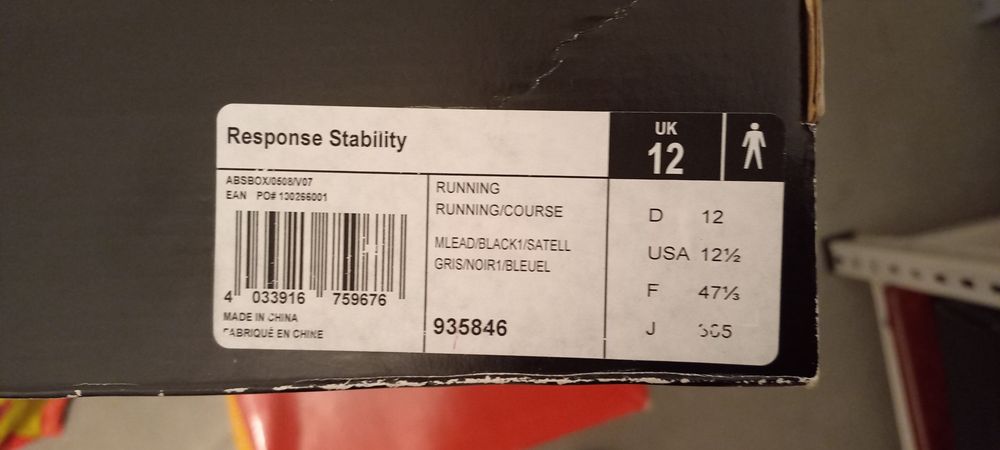 Response Stability
UK
12
ABSBOX/0508/V07
EAN PO# 130266001
4 033916 759676
MADE IN CHINA
FABRIQUÉ EN CHINE
RUNNING
RUNNING/COURSE
MLEAD/BLACK1/SATELL
GRIS/NOIR1/BLEUEL
935846
D 12
USA 12½
F 47⅓
J